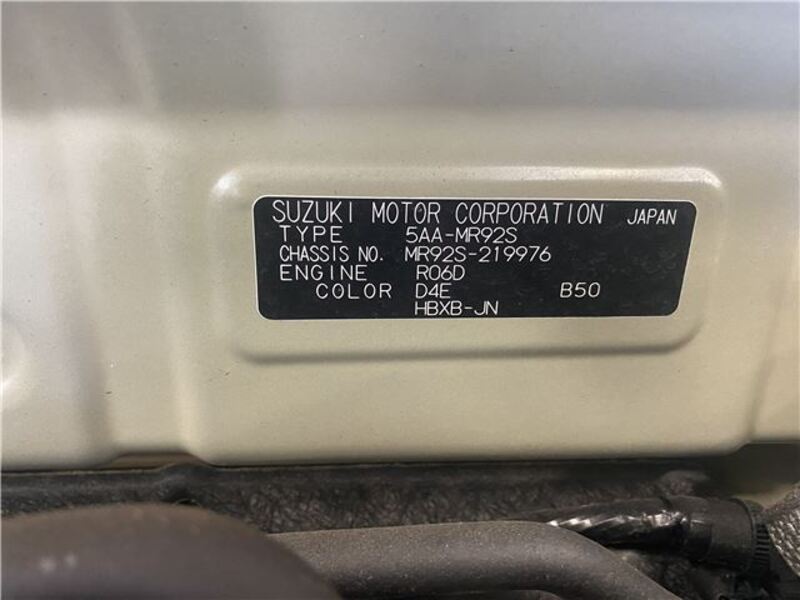 SUZUKI MOTOR CORPORATION JAPAN
TYPE 5AA-MR92S
CHASSIS NO. MR92S-219976
ENGINE R06D
COLOR D4E B50
HBXB-JN